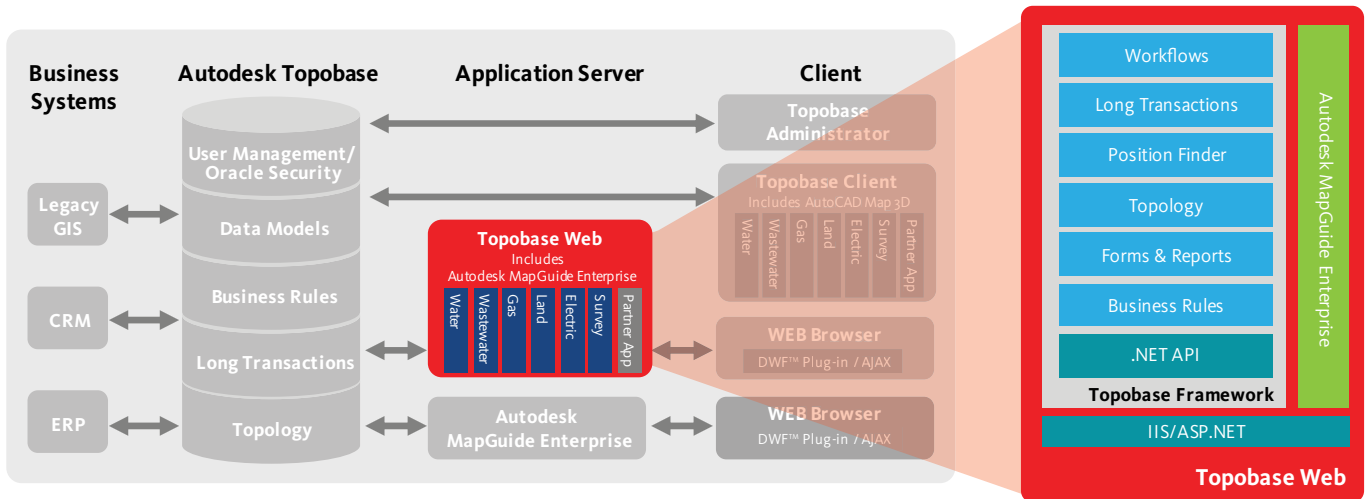 Business
Systems
Autodesk Topobase
Application Server
Client
User Management/
Oracle Security
Data Models
Business Rules
Long Transactions
Topology
Legacy
GIS
CRM
ERP
Topobase Web
Includes
Autodesk MapGuide Enterprise
Water
Wastewater
Gas
Land
Electric
Survey
Partner App
Autodesk
MapGuide Enterprise
Topobase
Administrator
Topobase Client
Includes AutoCAD Map 3D
Water
Wastewater
Gas
Land
Electric
Survey
Partner App
WEB Browser
DWF™ Plug-in / AJAX
WEB Browser
DWF™ Plug-in / AJAX
Workflows
Long Transactions
Position Finder
Topology
Forms & Reports
Business Rules
.NET API
Topobase Framework
Autodesk MapGuide Enterprise
IIS/ASP.NET
Topobase Web